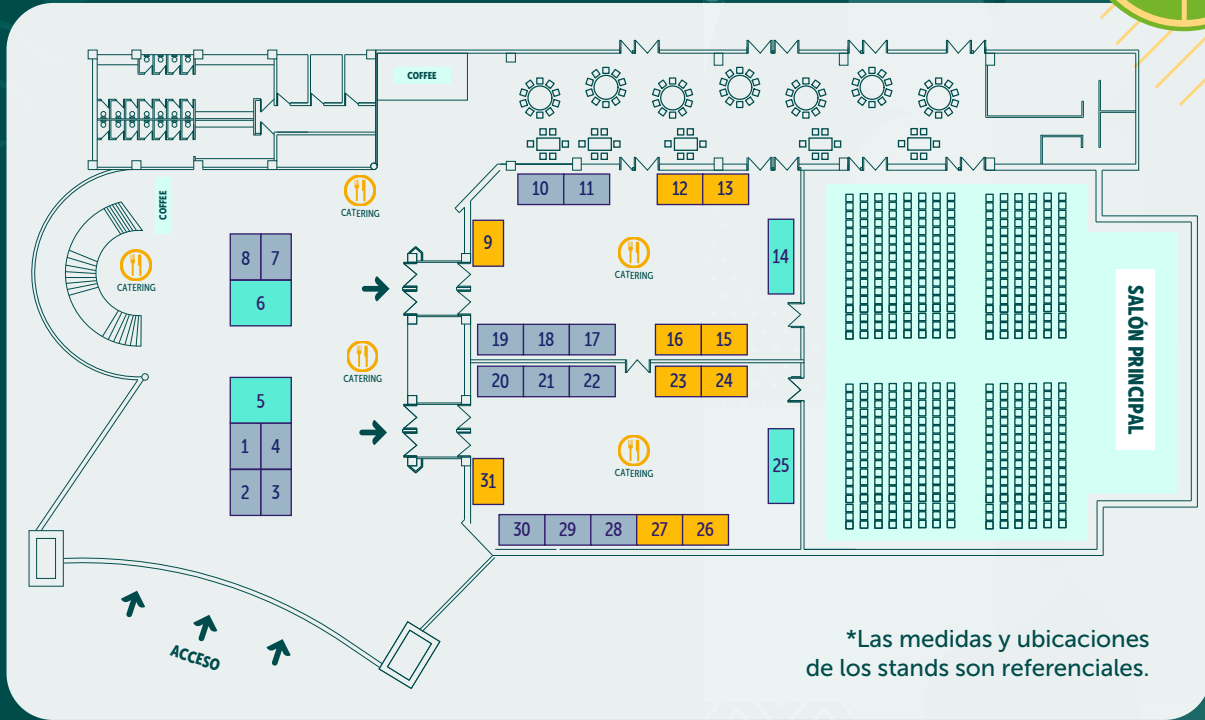 COFFEE
COFFEE
CATERING
CATERING
CATERING
8 7
6
5
1 4
2 3
10 11 12 13
9
CATERING
14
19 18 17 16 15
20 21 22 23 24
CATERING
25
31
30 29 28 27 26
SALÓN PRINCIPAL
ACCESO
*Las medidas y ubicaciones
de los stands son referenciales.